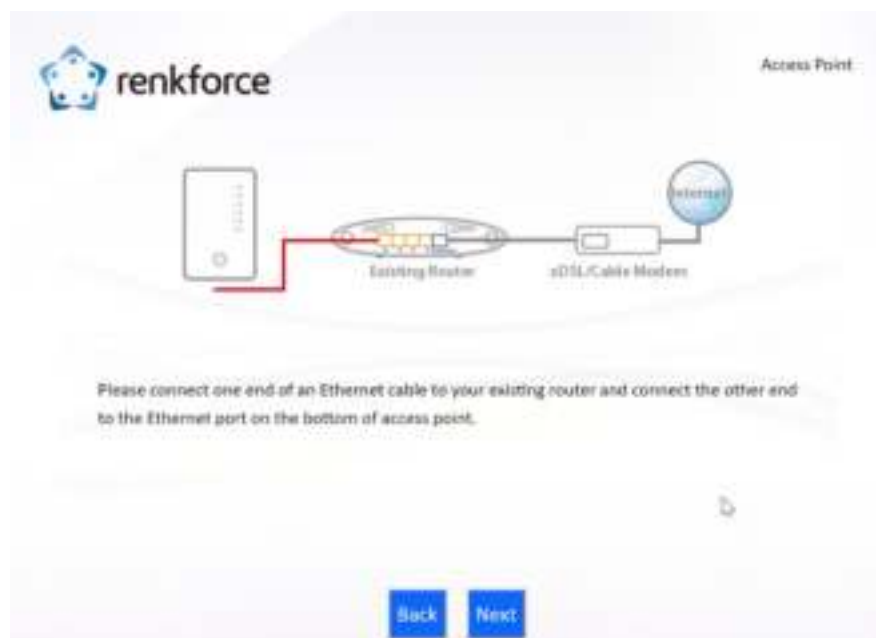 renkforce
Access Point
Internet
Existing Router
xDSL/Cable Modem
Please connect one end of an Ethernet cable to your existing router and connect the other end
to the Ethernet port on the bottom of access point.
Back
Next